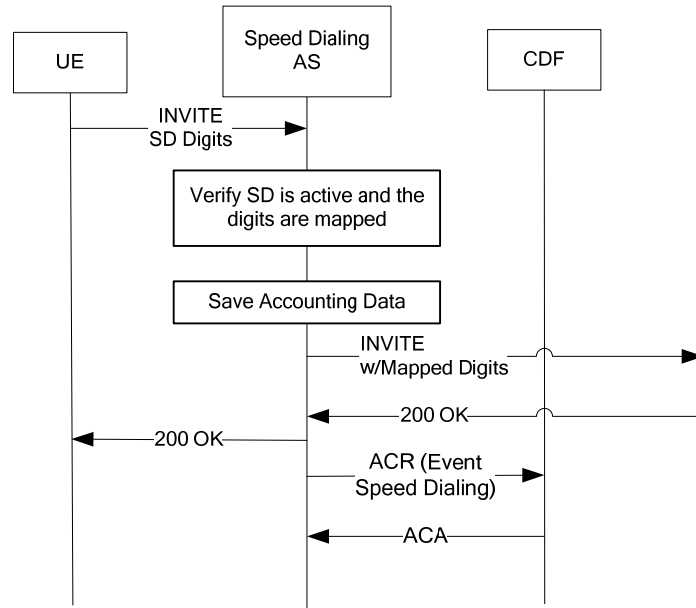 UE
Speed Dialing
AS
CDF
INVITE
SD Digits
Verify SD is active and the
digits are mapped
Save Accounting Data
INVITE
w/Mapped Digits
200 OK
200 OK
ACR (Event
Speed Dialing)
ACA